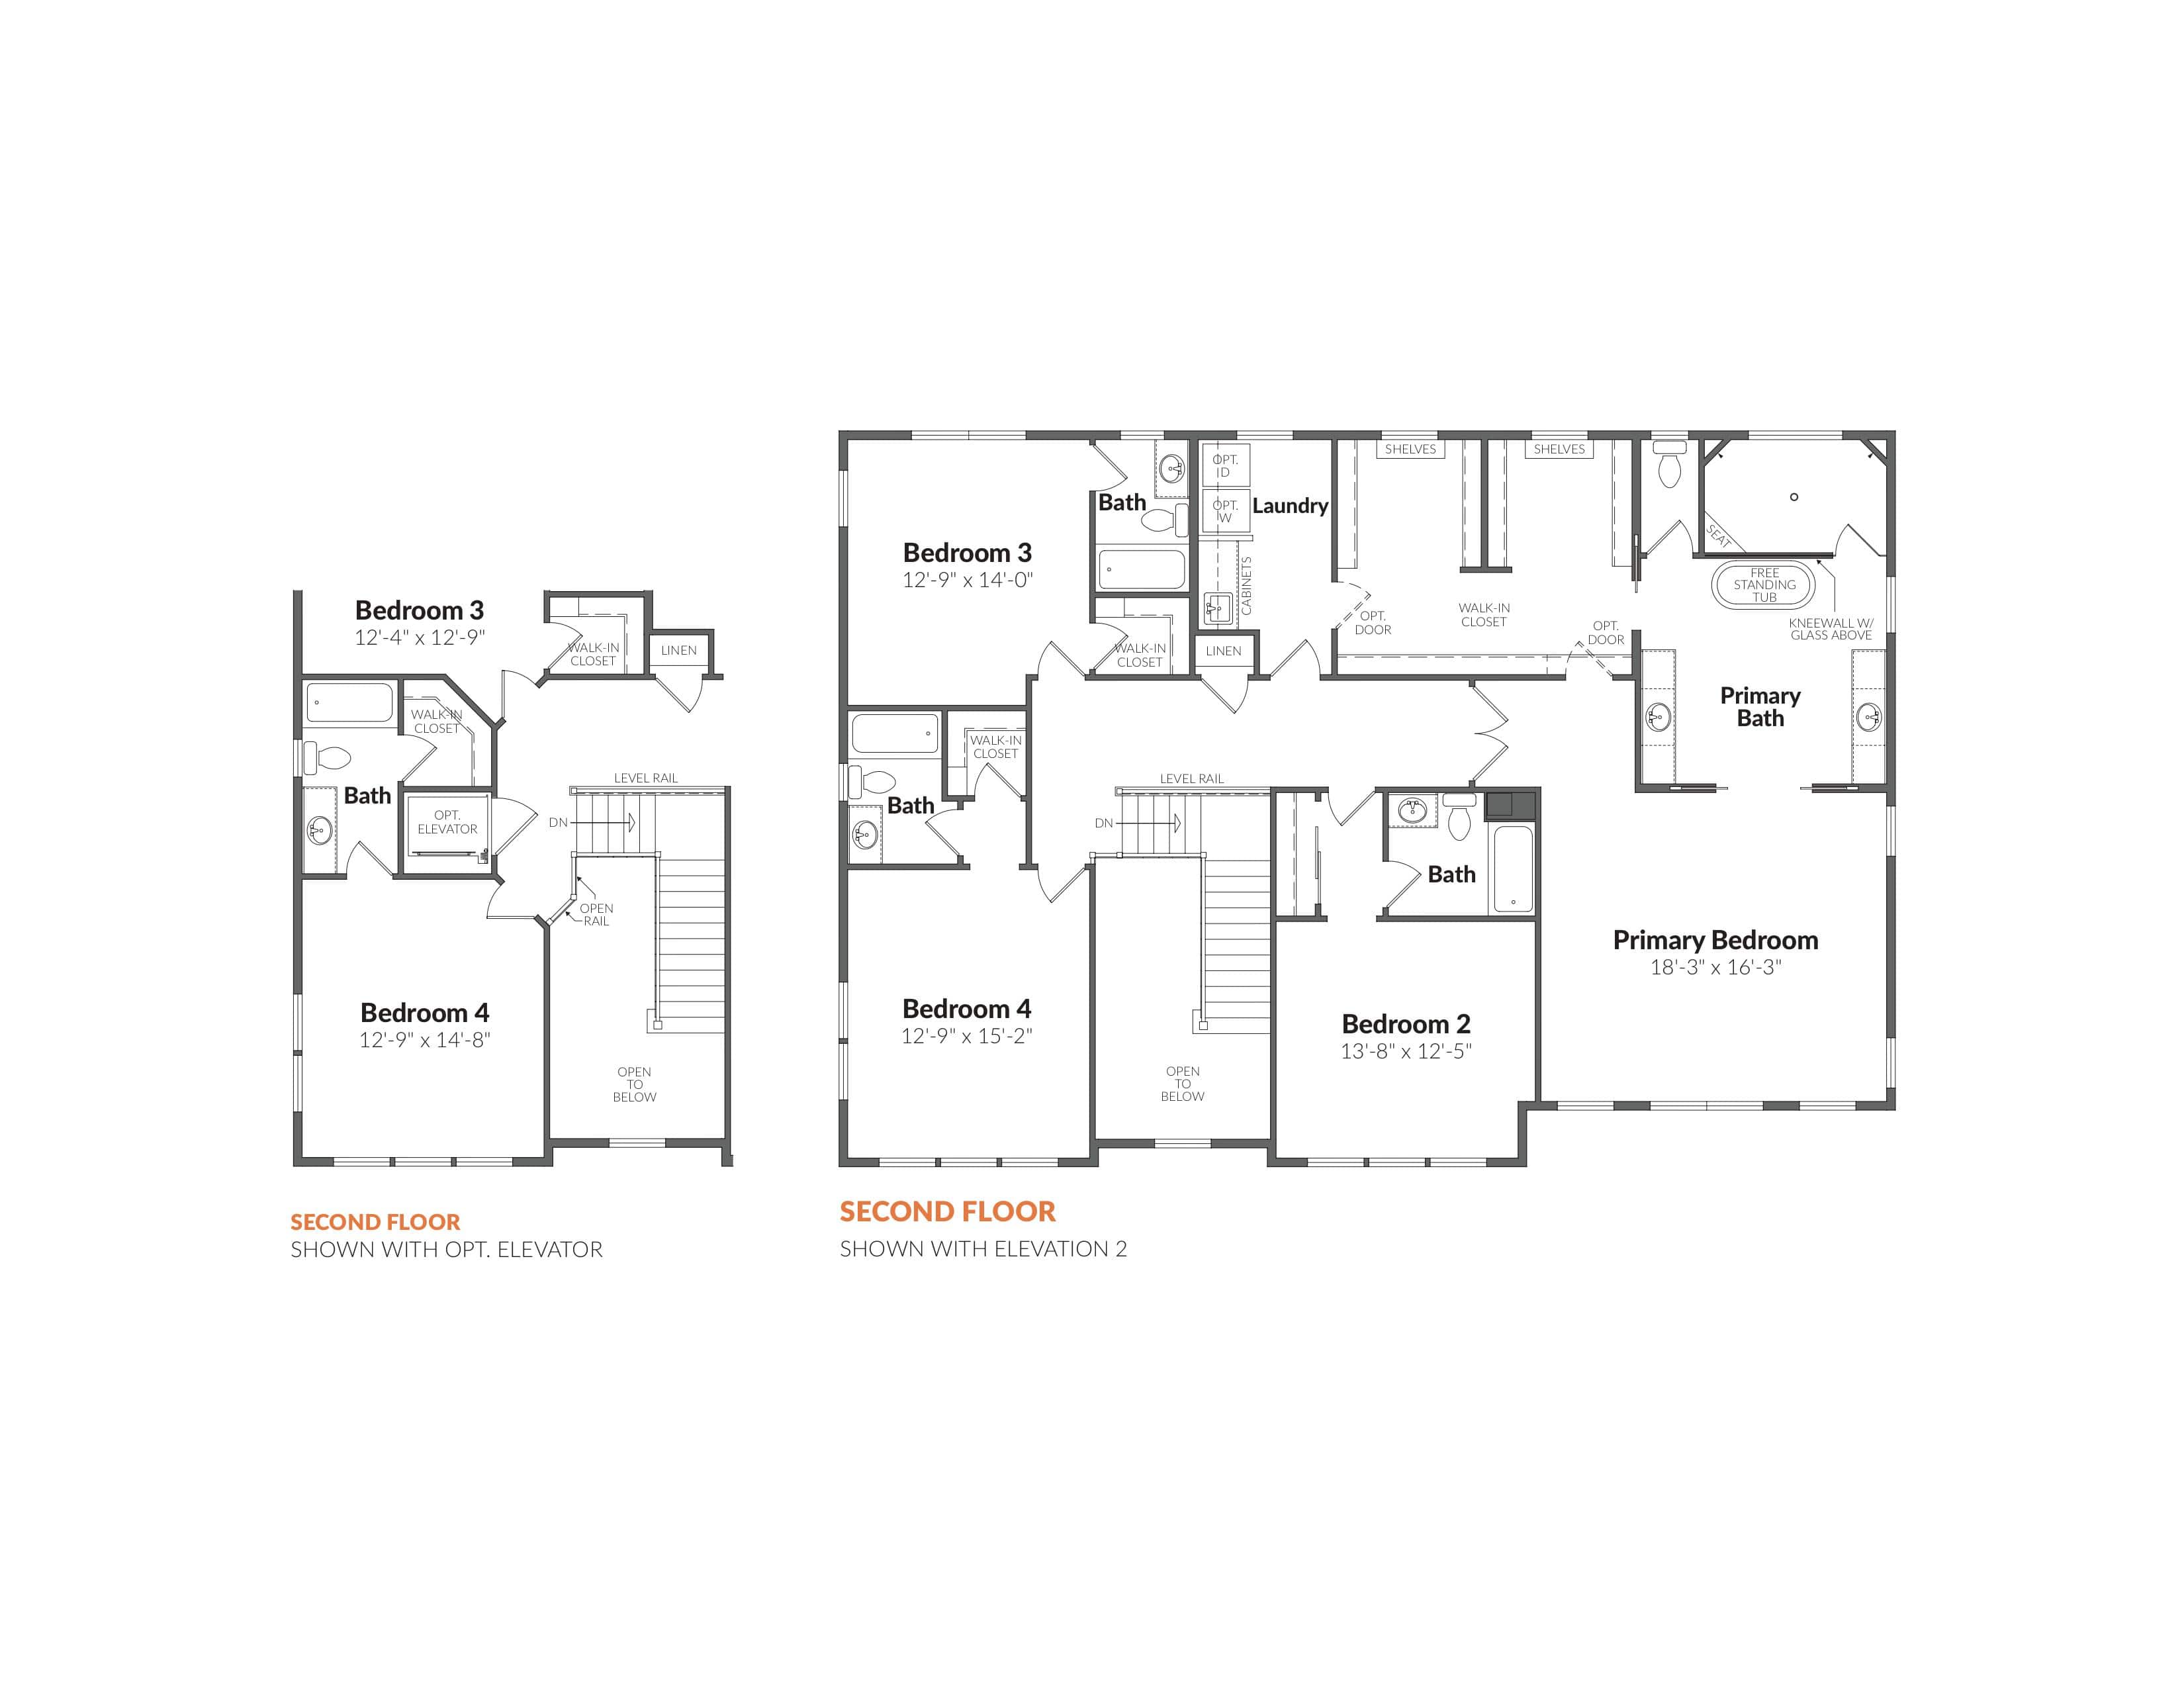 Bedroom 3
12'-4" x 12'-9"
WALK-IN
CLOSET
LINEN
WALK-IN
CLOSET
Bath
OPT.
ELEVATOR
LEVEL RAIL
DN
OPEN
RAIL
Bedroom 4
12'-9" x 14'-8"
OPEN
TO
BELOW
SECOND FLOOR
SHOWN WITH OPT. ELEVATOR
Bedroom 3
12'-9" x 14'-0"
Bath
OPT.
D
OPT.
W
Laundry
CABINETS
SHELVES
SHELVES
OPT.
DOOR
WALK-IN
CLOSET
OPT.
DOOR
SEAT
FREE
STANDING
TUB
KNEEWALL W/
GLASS ABOVE
Primary
Bath
WALK-IN
CLOSET
LINEN
WALK-IN
CLOSET
Bath
LEVEL RAIL
DN
Bath
Primary Bedroom
18'-3" x 16'-3"
Bedroom 4
12'-9" x 15'-2"
Bedroom 2
13'-8" x 12'-5"
OPEN
TO
BELOW
SECOND FLOOR
SHOWN WITH ELEVATION 2